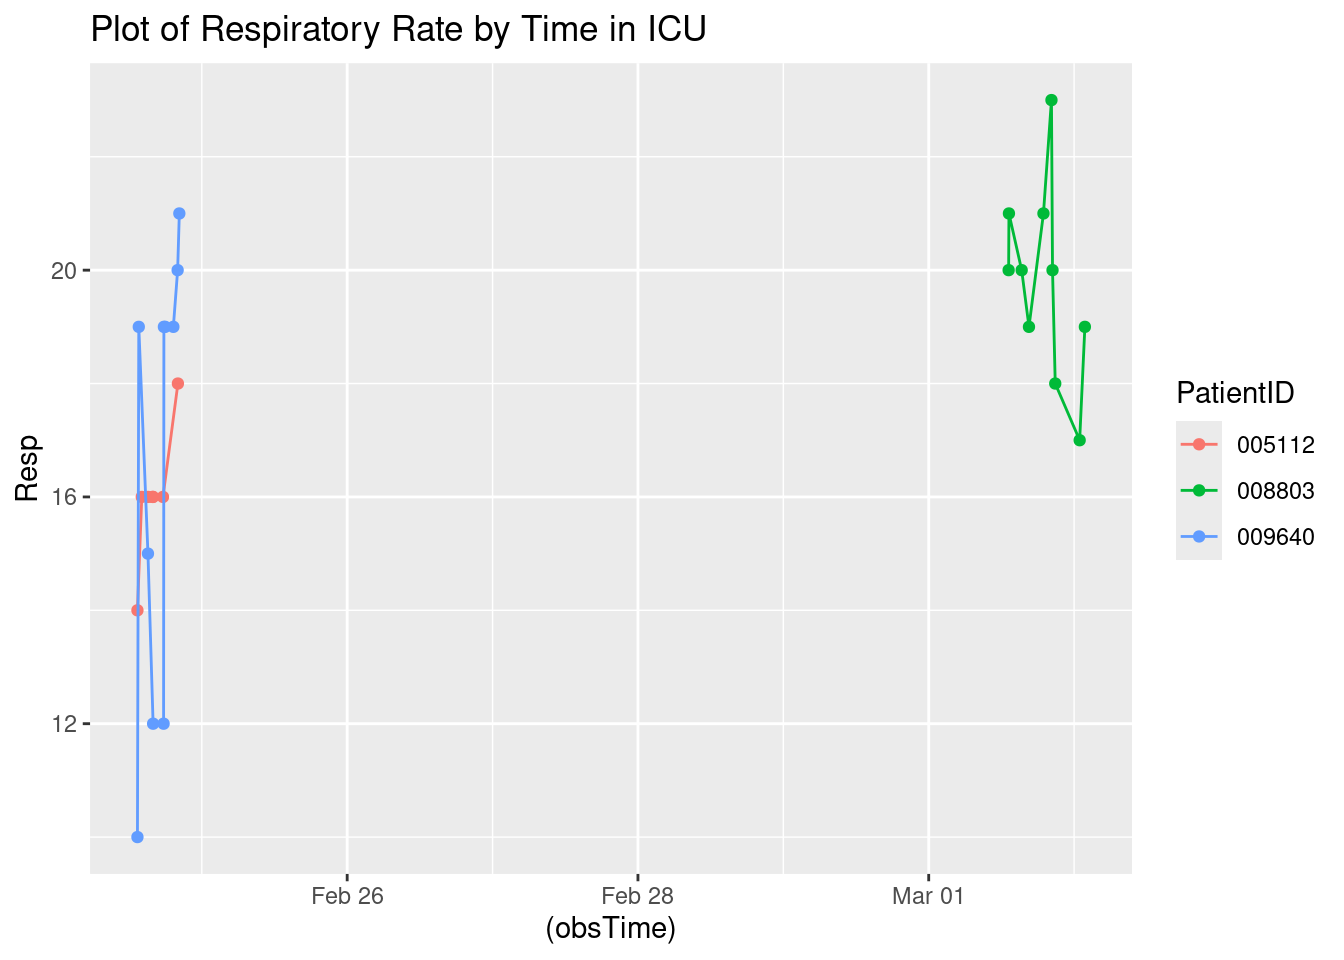 Plot of Respiratory Rate by Time in ICU
20
16
12
Resp
Feb 26
Feb 28
Mar 01
(obsTime)
PatientID
005112
008803
009640